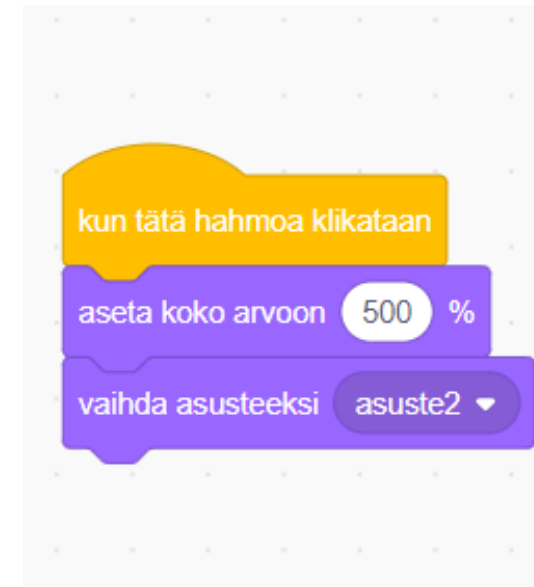 kun tätä hahmoa klikataan
aseta koko arvoon 500 %
vaihda asusteeksi asuste2